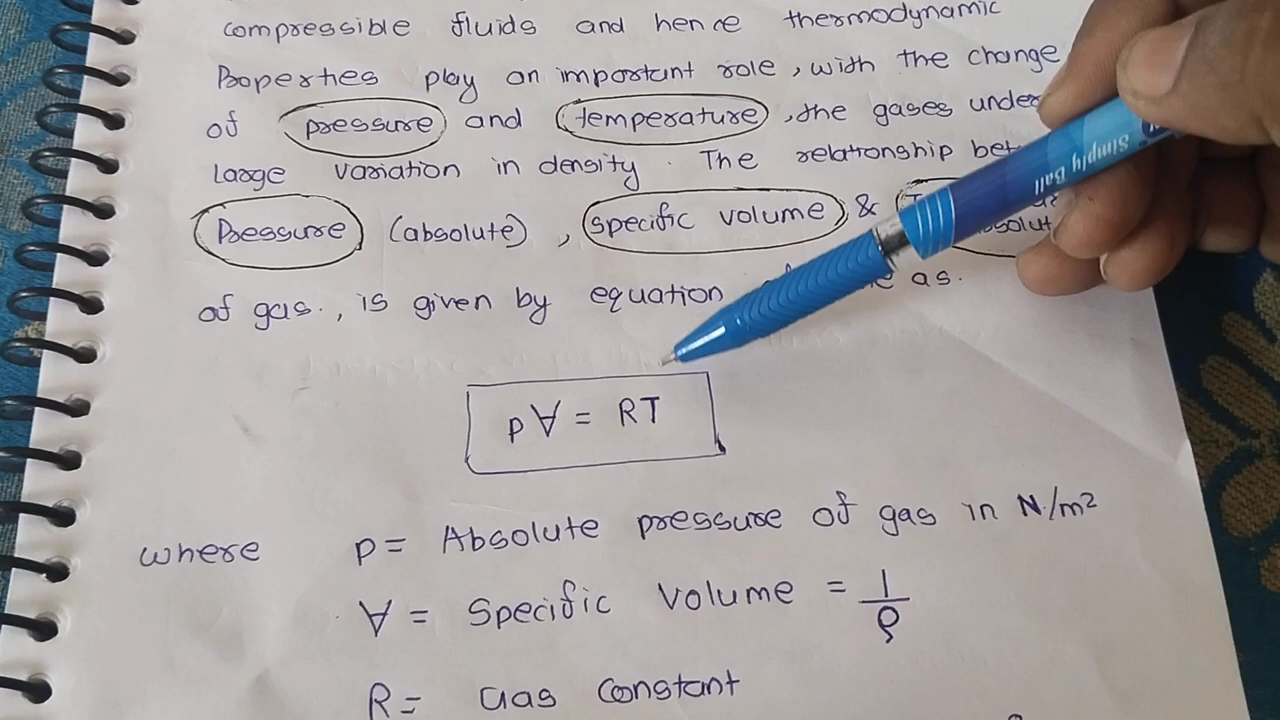 compressible fluids and hence thermodynamic
Properties play an important role, with the change
of pressure and temperature, the gases under
large variation in density. The relationship bet
Pressure (absolute), specific volume &
of gas., is given by equation as.
p∀ = RT
where p = Absolute pressure of gas in N/m²
∀ = Specific Volume = 1/ρ
R = Gas Constant
Simply Ball